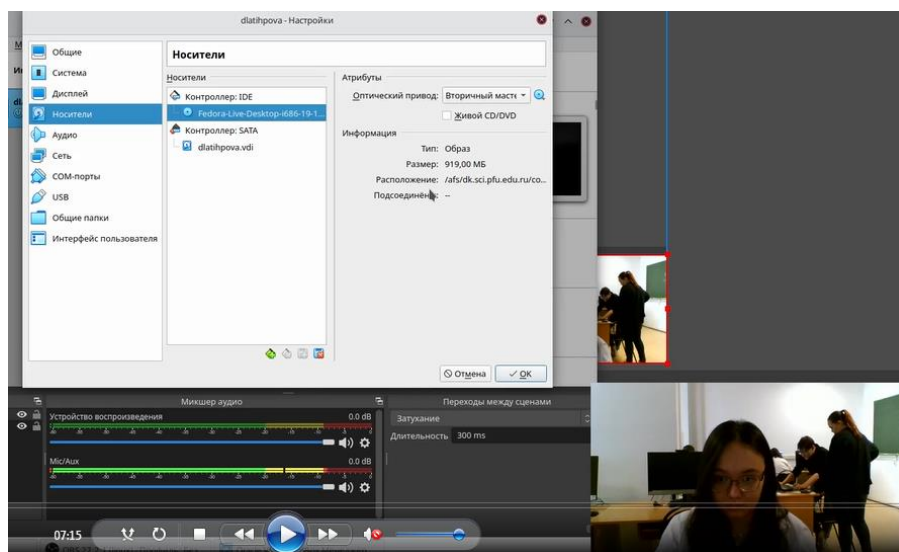 dlatihpova - Настройки
Общие
Система
Дисплей
Носители
Аудио
Сеть
COM-порты
USB
Общие папки
Интерфейс пользователя
Носители
Носители
Контроллер: IDE
Fedora-Live-Desktop-i686-19-1...
Контроллер: SATA
dlatihpova.vdi
Атрибуты
Оптический привод: Вторичный масте
Живой CD/DVD
Информация
Тип: Образ
Размер: 919,00 МБ
Расположение: /afs/dk.sci.pfu.edu.ru/co...
Подсоединён: --
Отмена
OK
Микшер аудио
Переходы между сценами
Устройство воспроизведения 0.0 dB
Mic/Aux 0.0 dB
Затухание
Длительность 300 ms
07:15